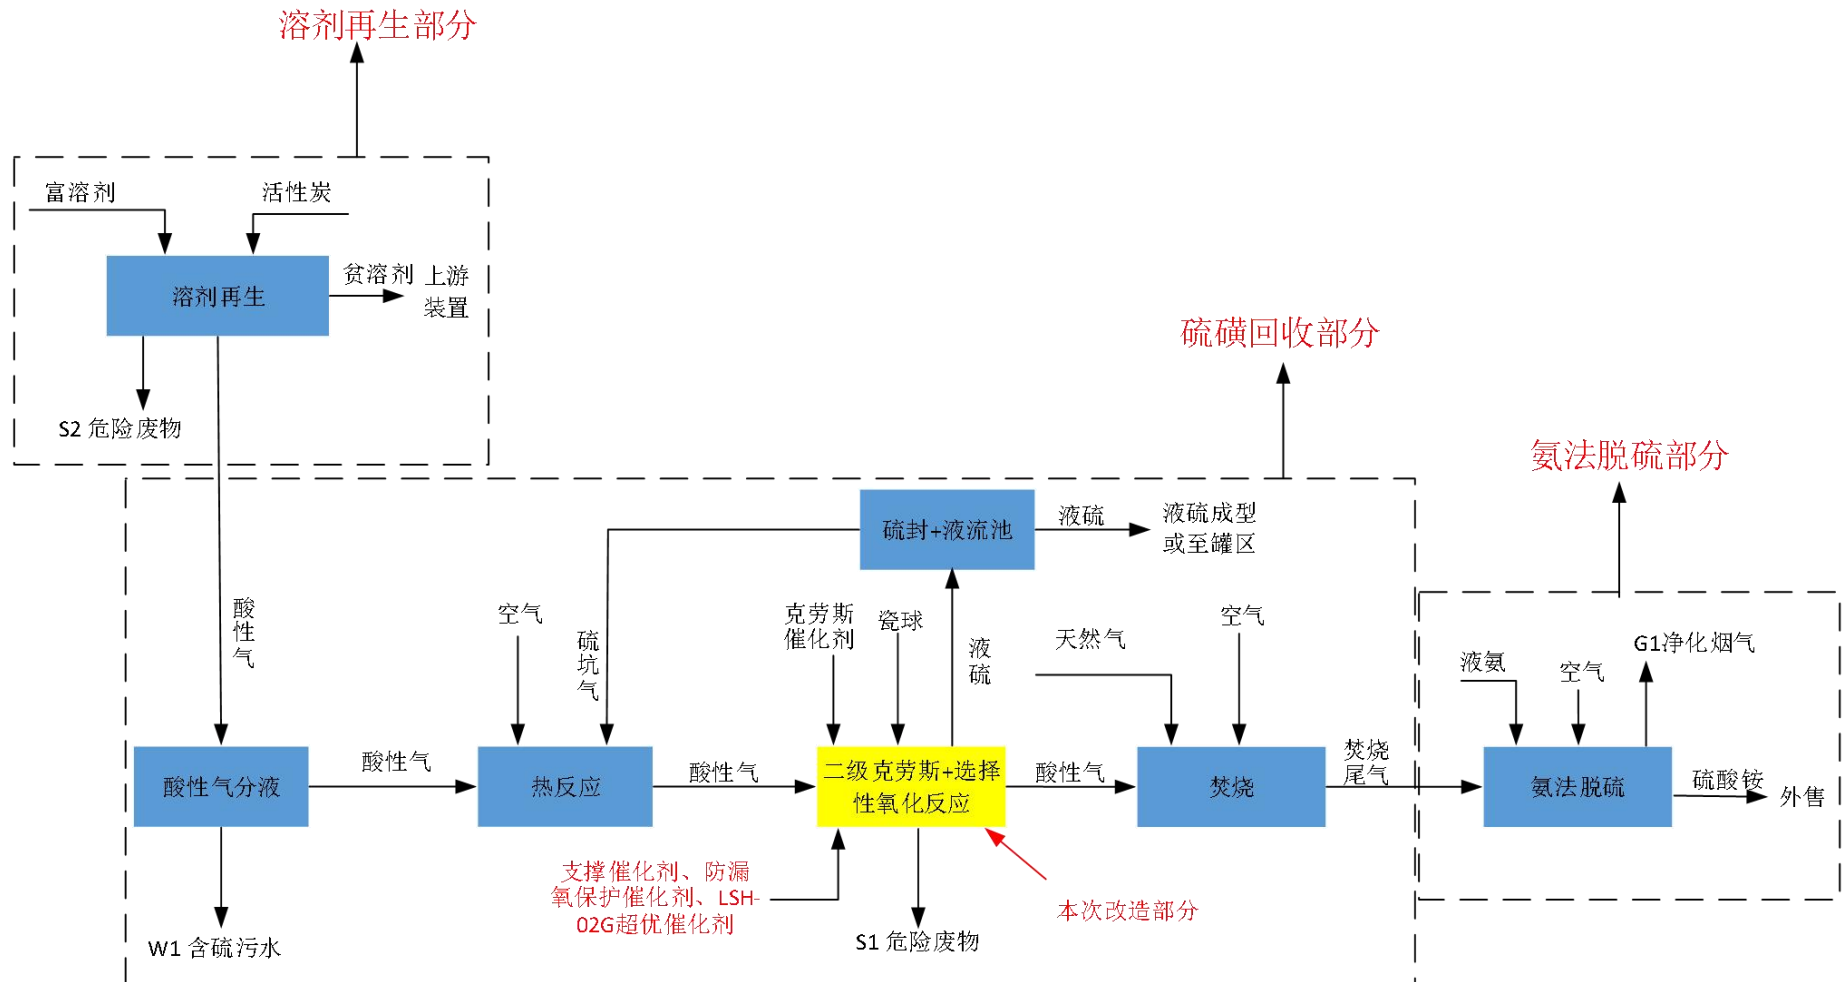 溶剂再生部分
富溶剂
活性炭
溶剂再生
贫溶剂
上游
装置
S2 危险废物
硫磺回收部分
氨法脱硫部分
硫封+液流池
液硫
液硫成型
或至罐区
酸性气
空气
硫坑气
克劳斯
催化剂
瓷球
液硫
天然气
空气
液氨
空气
G1净化烟气
酸性气分液
酸性气
热反应
酸性气
二级克劳斯+选择
性氧化反应
酸性气
焚烧
焚烧
尾气
氨法脱硫
硫酸铵
外售
支撑催化剂、防漏
氧保护催化剂、LSH-
02G超优催化剂
本次改造部分
W1 含硫污水
S1 危险废物